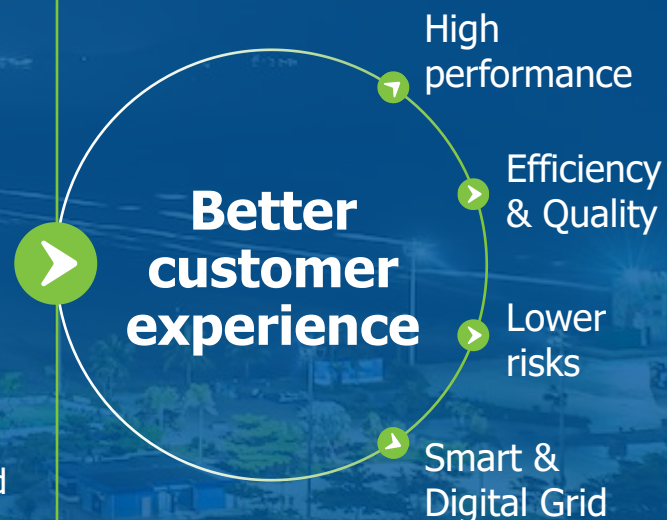 High
performance
Efficiency
& Quality
Better
customer
experience
Lower
risks
Smart &
Digital Grid